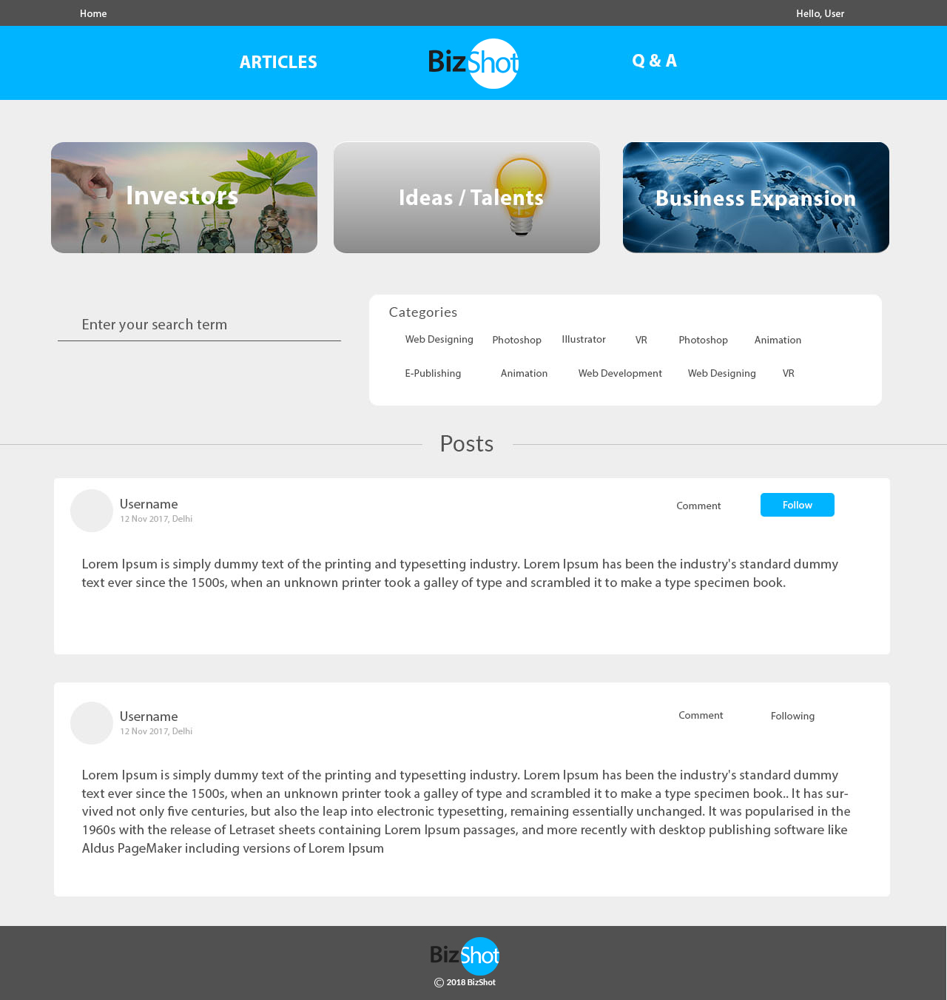 Home
Hello, User
ARTICLES
BizShot
Q & A
Investors
Ideas / Talents
Business Expansion
Enter your search term
Categories
Web Designing Photoshop Illustrator VR Photoshop Animation
E-Publishing Animation Web Development Web Designing VR
Posts
Username
12 Nov 2017, Delhi
Comment
Follow
Lorem Ipsum is simply dummy text of the printing and typesetting industry. Lorem Ipsum has been the industry's standard dummy
text ever since the 1500s, when an unknown printer took a galley of type and scrambled it to make a type specimen book.
Username
12 Nov 2017, Delhi
Comment
Following
Lorem Ipsum is simply dummy text of the printing and typesetting industry. Lorem Ipsum has been the industry's standard dummy
text ever since the 1500s, when an unknown printer took a galley of type and scrambled it to make a type specimen book.. It has sur-
vived not only five centuries, but also the leap into electronic typesetting, remaining essentially unchanged. It was popularised in the
1960s with the release of Letraset sheets containing Lorem Ipsum passages, and more recently with desktop publishing software like
Aldus PageMaker including versions of Lorem Ipsum
BizShot
© 2018 BizShot